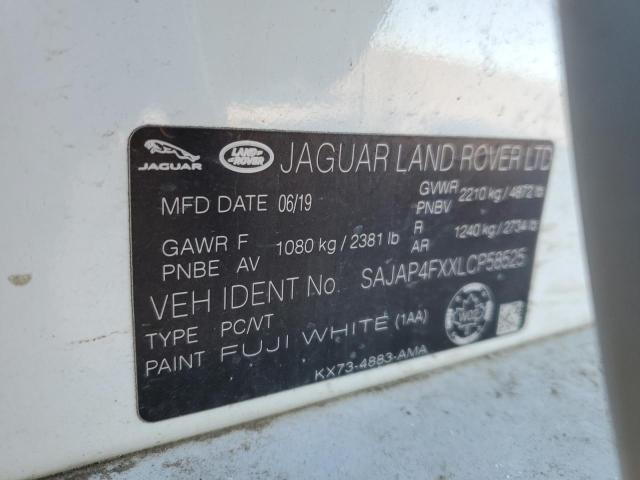 JAGUAR LAND ROVER JAGUAR LAND ROVER LTD
MFD DATE 06/19 GVWR 2210 kg / 4872 lb
PNBV
GAWR F 1080 kg / 2381 lb R 1240 kg / 2734 lb
PNBE AV AR
VEH IDENT No. SAJAP4FXXLCP58525
TYPE PC/VT
PAINT FUJI WHITE (1AA)
KX73-4883-AMA